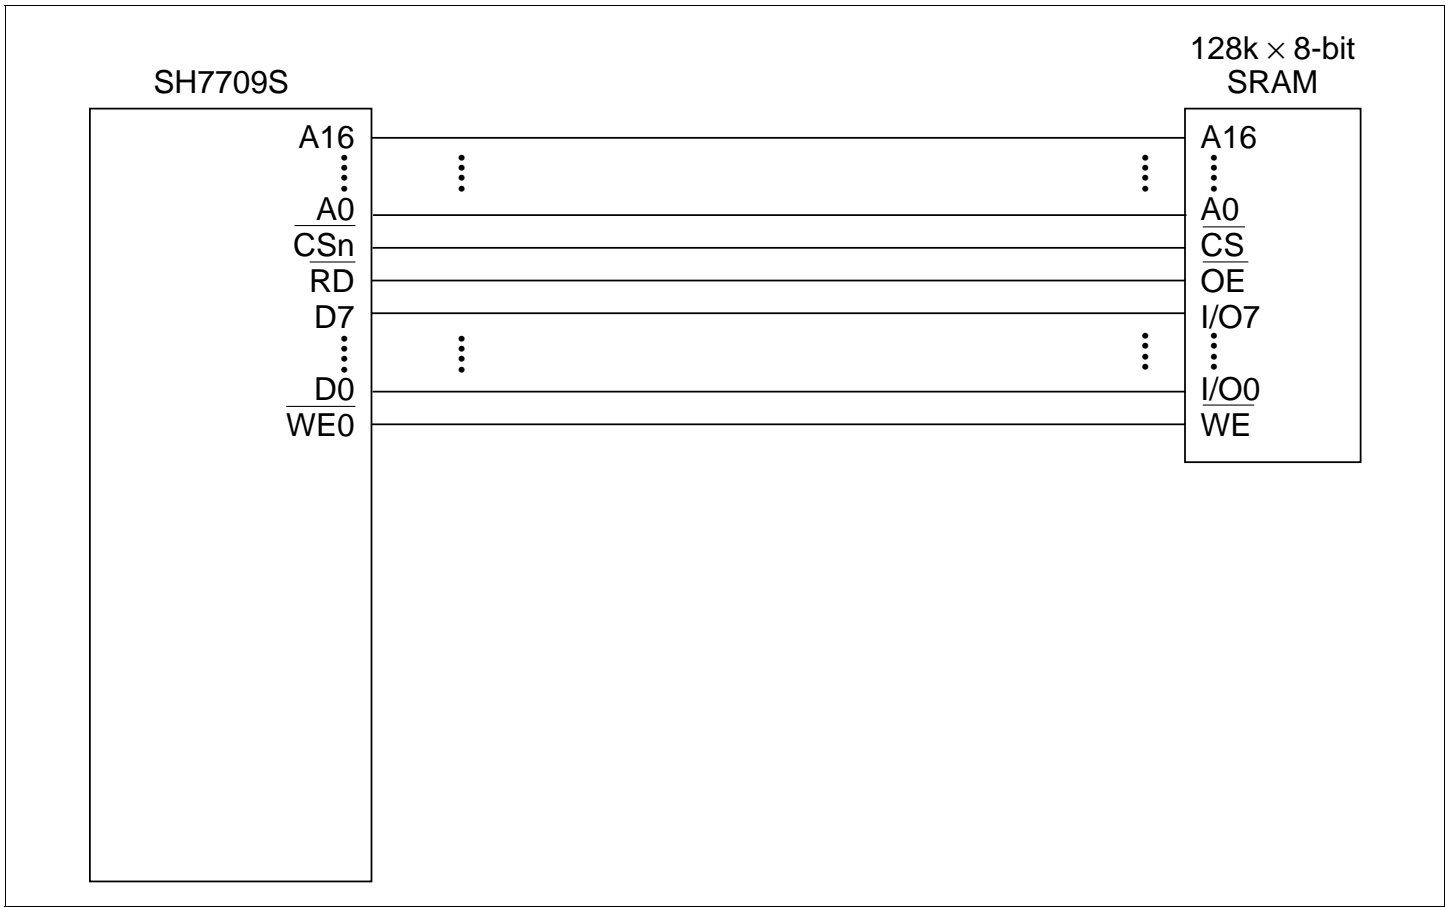 SH7709S
128k × 8-bit
SRAM
A16
A0
CSn
RD
D7
D0
WE0
A16
A0
CS
OE
I/O7
I/O0
WE